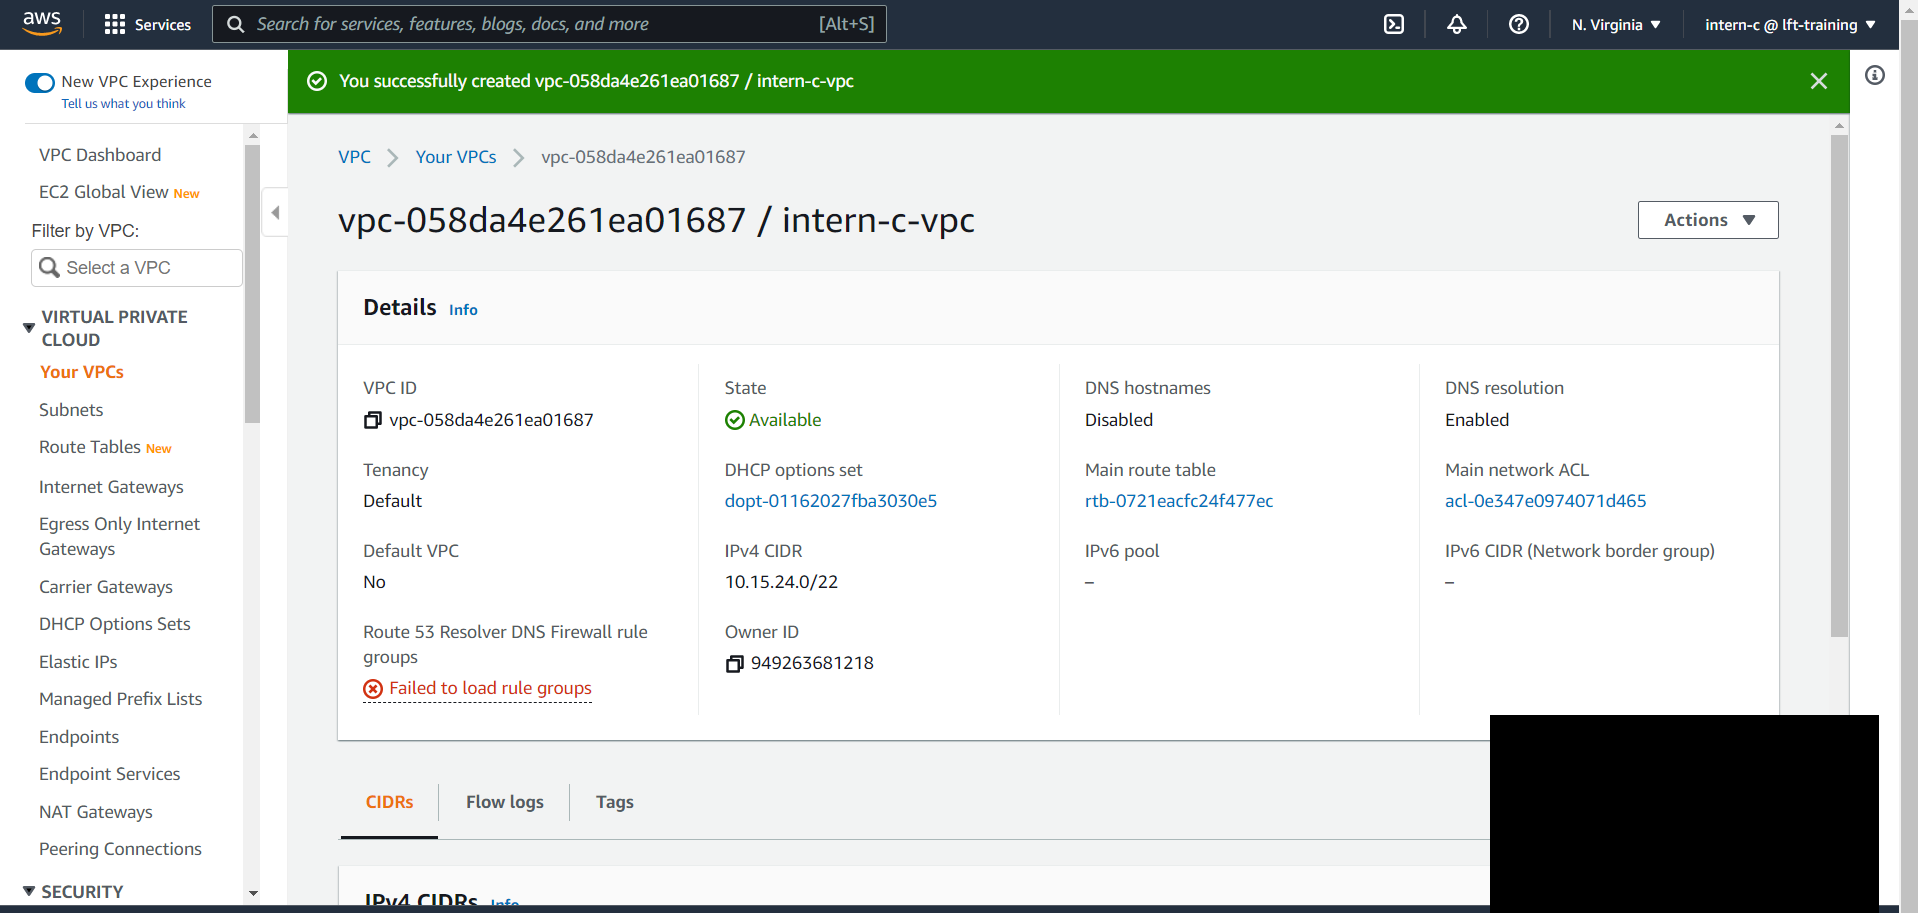 aws
Services
Search for services, features, blogs, docs, and more
[Alt+S]
N. Virginia
intern-c @ lft-training
New VPC Experience
Tell us what you think
You successfully created vpc-058da4e261ea01687 / intern-c-vpc
VPC Dashboard
EC2 Global View New
Filter by VPC:
Select a VPC
VIRTUAL PRIVATE
CLOUD
Your VPCs
Subnets
Route Tables New
Internet Gateways
Egress Only Internet
Gateways
Carrier Gateways
DHCP Options Sets
Elastic IPs
Managed Prefix Lists
Endpoints
Endpoint Services
NAT Gateways
Peering Connections
SECURITY
VPC
Your VPCs
vpc-058da4e261ea01687
vpc-058da4e261ea01687 / intern-c-vpc
Actions
Details Info
VPC ID
vpc-058da4e261ea01687
State
Available
DNS hostnames
Disabled
DNS resolution
Enabled
Tenancy
Default
DHCP options set
dopt-01162027fba3030e5
Main route table
rtb-0721eacfc24f477ec
Main network ACL
acl-0e347e0974071d465
Default VPC
No
IPv4 CIDR
10.15.24.0/22
IPv6 pool
–
IPv6 CIDR (Network border group)
–
Route 53 Resolver DNS Firewall rule
groups
Failed to load rule groups
Owner ID
949263681218
CIDRs
Flow logs
Tags
IPv4 CIDRs Info